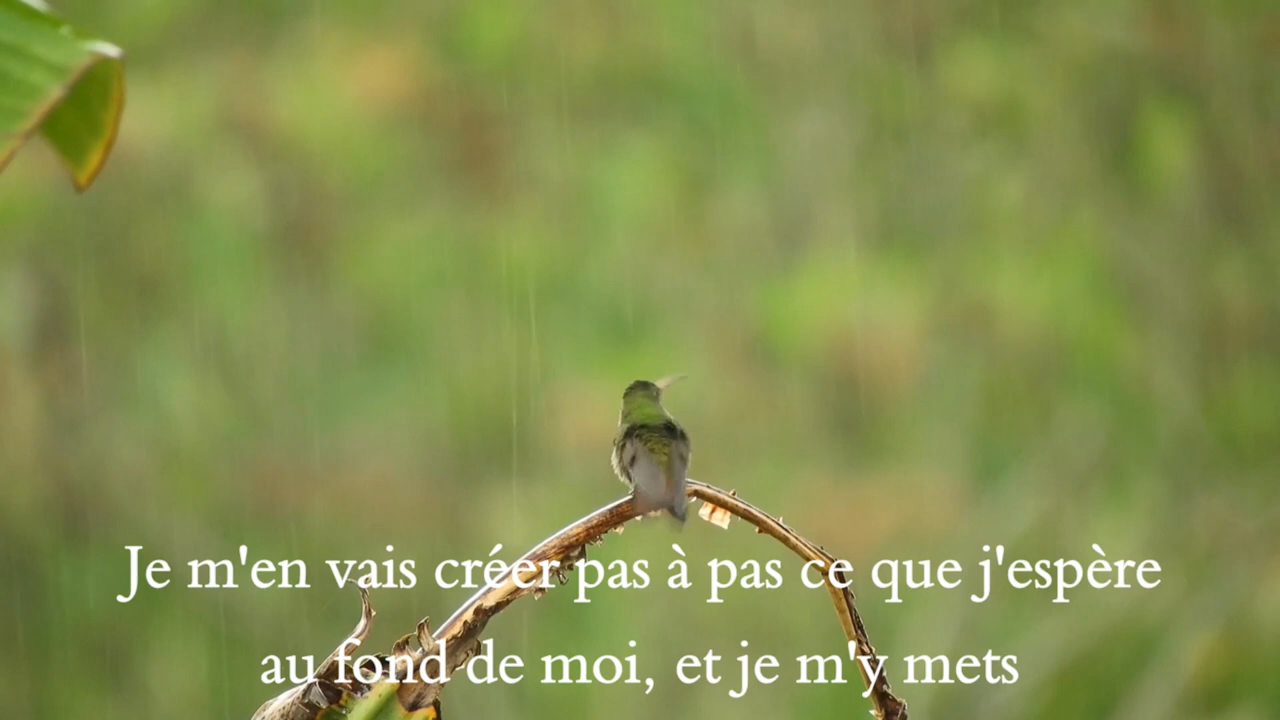 Je m'en vais créer pas à pas ce que j'espère
au fond de moi, et je m'y mets